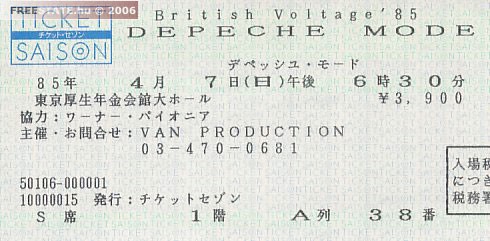 FREESTATE.hu © 2006
TICKET
チケット・セゾン
SAISON
British Voltage'85
DEPECHE MODE
デペッシュ・モード
85年 4月 7日(日)午後 6時30分
東京厚生年金会館大ホール ¥3,900
協力:ワーナー・パイオニア
主催・お問合せ:VAN PRODUCTION
03-470-0681
50106-000001
10000015 発行:チケットセゾン
S席 1階 A列 38番
入場税
につき
税務署